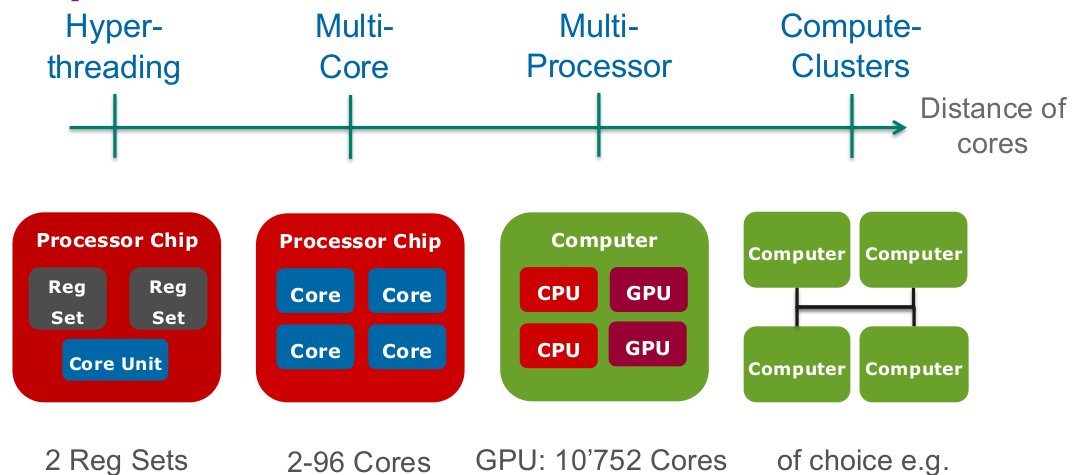 Hyper-
threading
Multi-
Core
Multi-
Processor
Compute-
Clusters
Distance of
cores
Processor Chip
Reg
Set
Reg
Set
Core Unit
Processor Chip
Core Core
Core Core
Computer
CPU GPU
CPU GPU
Computer Computer
Computer Computer
2 Reg Sets
2-96 Cores
GPU: 10’752 Cores
of choice e.g.